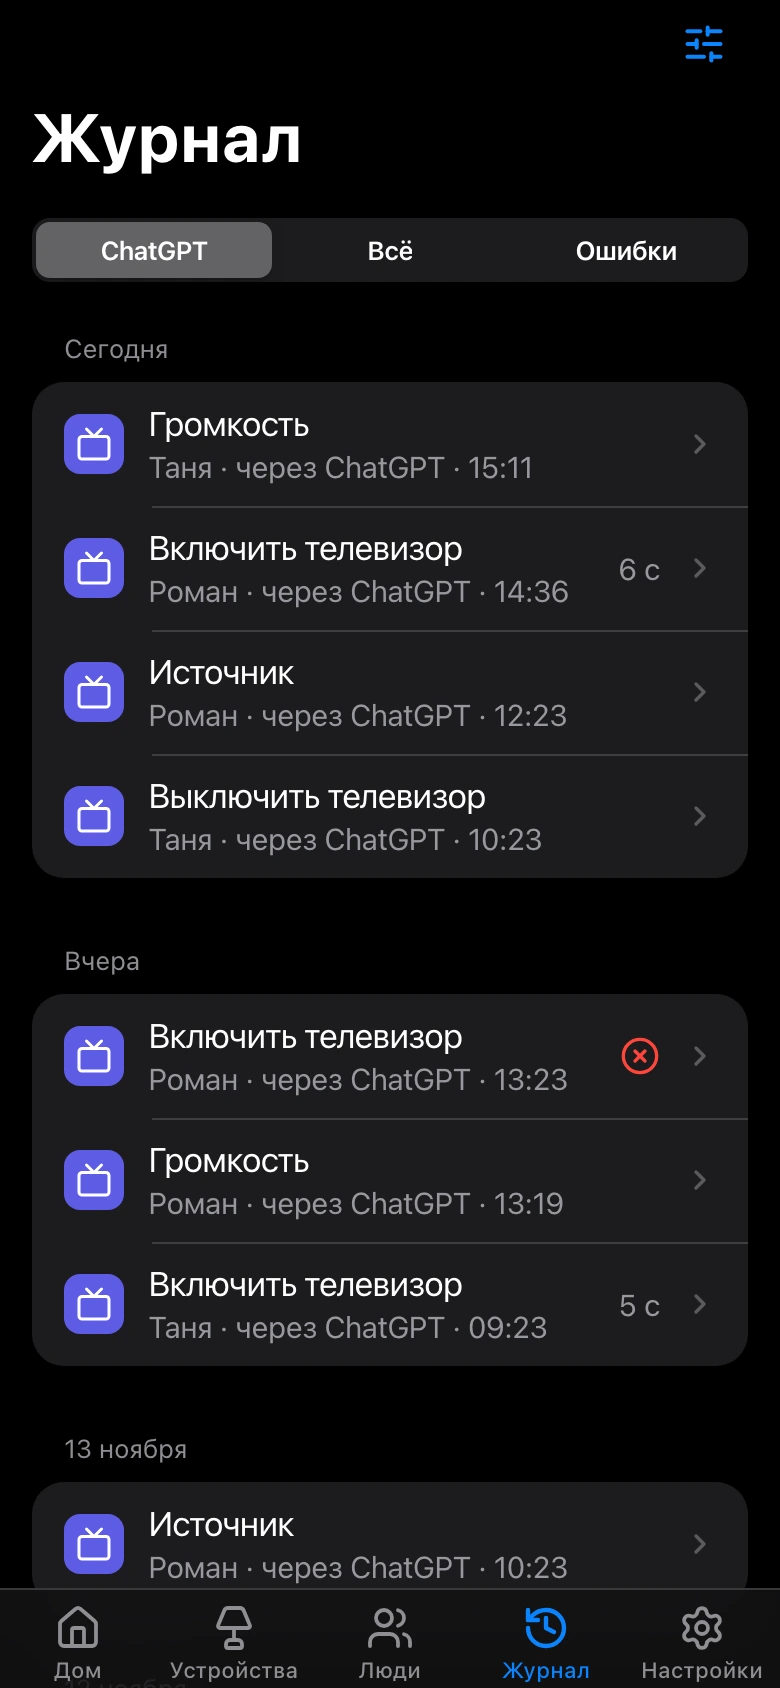 Журнал
ChatGPT
Всё
Ошибки
Сегодня
Громкость
Таня · через ChatGPT · 15:11
Включить телевизор
Роман · через ChatGPT · 14:36
6 с
Источник
Роман · через ChatGPT · 12:23
Выключить телевизор
Таня · через ChatGPT · 10:23
Вчера
Включить телевизор
Роман · через ChatGPT · 13:23
Громкость
Роман · через ChatGPT · 13:19
Включить телевизор
Таня · через ChatGPT · 09:23
5 с
13 ноября
Источник
Роман · через ChatGPT · 10:23
Дом
Устройства
Люди
Журнал
Настройки